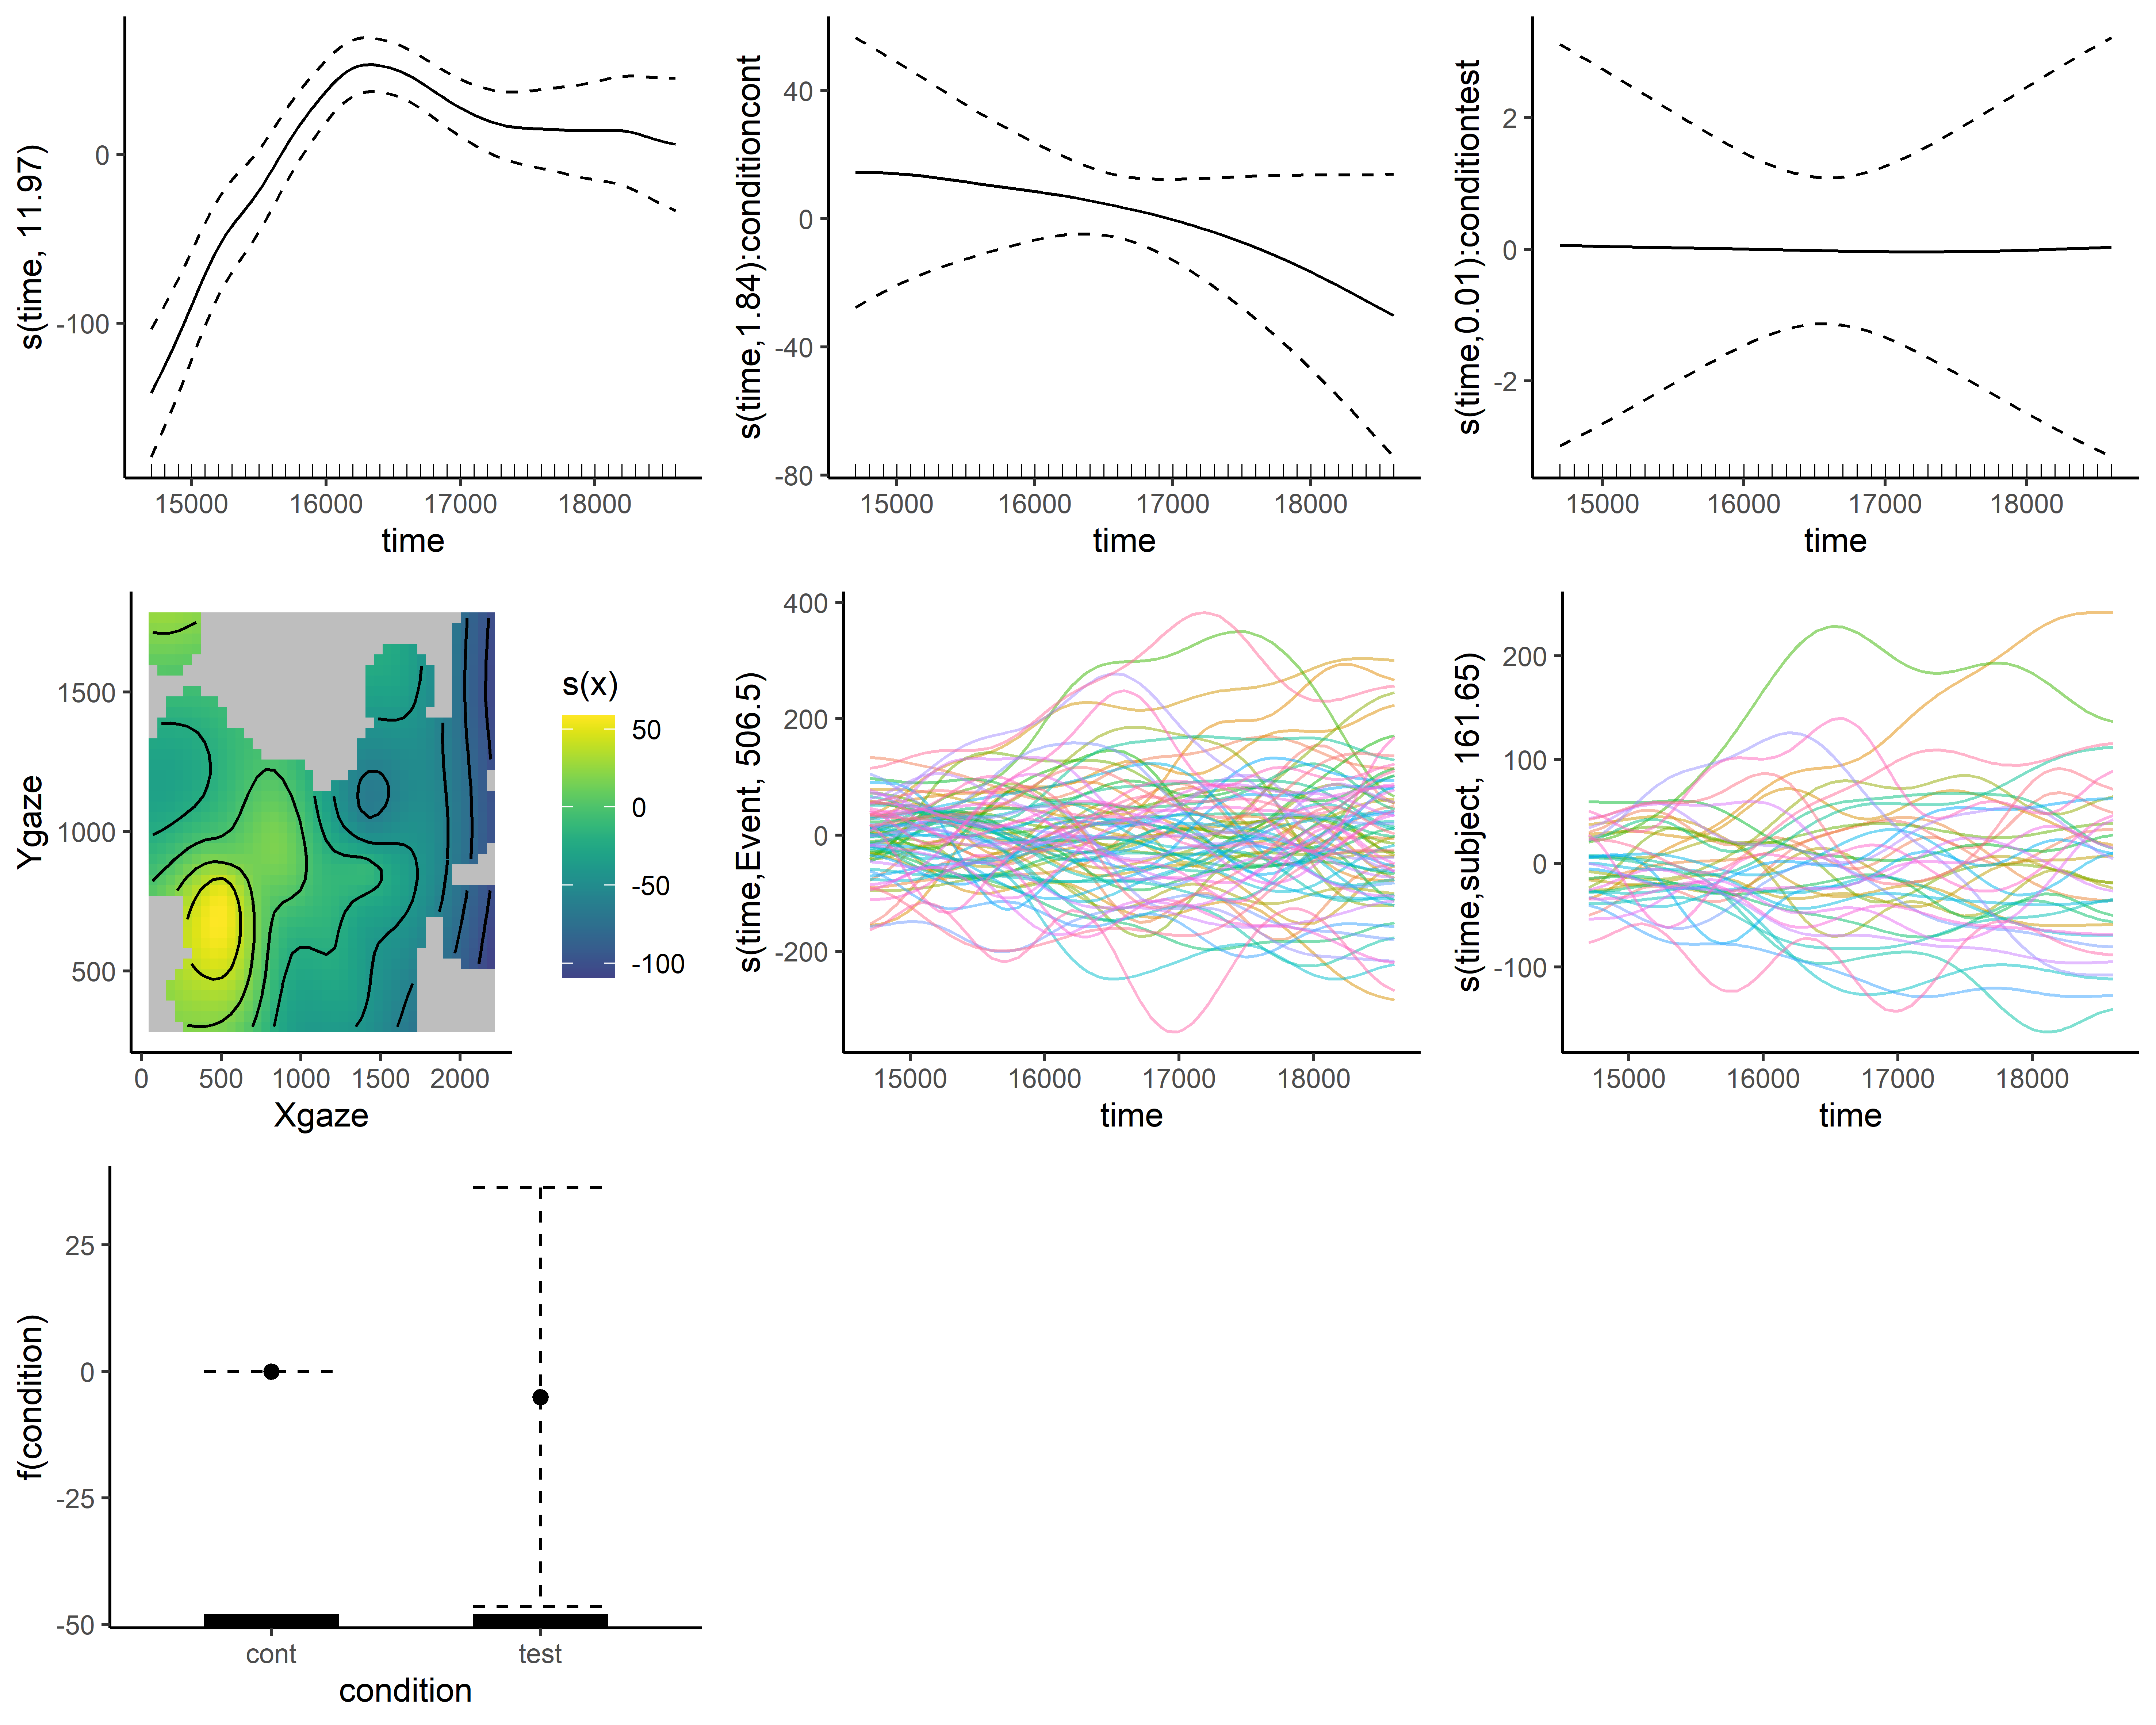 s(time, 11.97)
0
-100
15000 16000 17000 18000
time
s(time,1.84):conditioncont
40
0
-40
-80
15000 16000 17000 18000
time
s(time,0.01):conditiontest
2
0
-2
15000 16000 17000 18000
time
Ygaze
1500
1000
500
0 500 1000 1500 2000
Xgaze
s(x)
50
0
-50
-100
s(time,Event, 506.5)
400
200
0
-200
15000 16000 17000 18000
time
s(time,subject, 161.65)
200
100
0
-100
15000 16000 17000 18000
time
f(condition)
25
0
-25
-50
cont test
condition